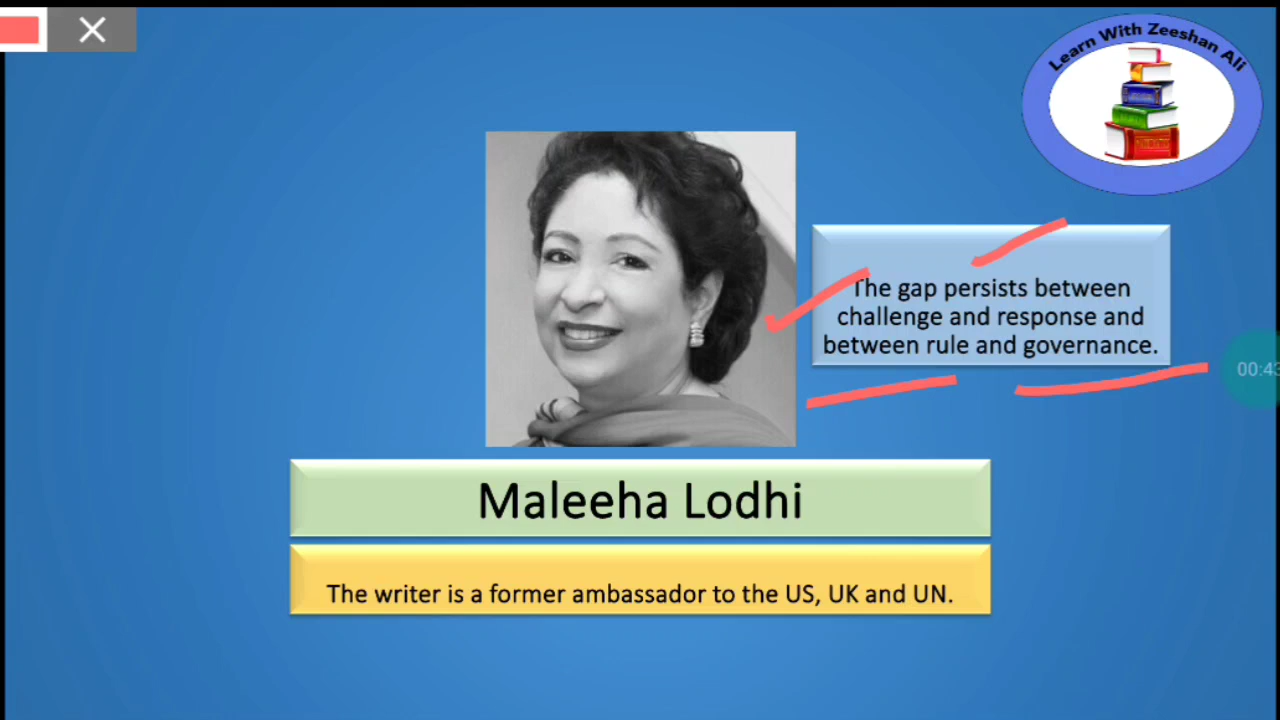 Learn With Zeeshan Ali
The gap persists between
challenge and response and
between rule and governance.
00:43
Maleeha Lodhi
The writer is a former ambassador to the US, UK and UN.